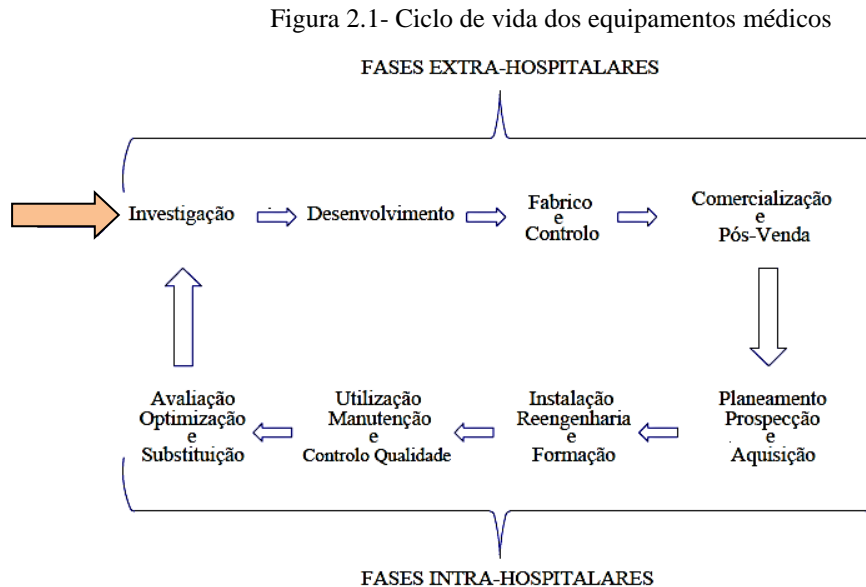 Figura 2.1- Ciclo de vida dos equipamentos médicos
FASES EXTRA-HOSPITALARES
Investigação
Desenvolvimento
Fabrico
e
Controlo
Comercialização
e
Pós-Venda
Avaliação
Optimização
e
Substituição
Utilização
Manutenção
e
Controlo Qualidade
Instalação
Reengenharia
e
Formação
Planeamento
Prospecção
e
Aquisição
FASES INTRA-HOSPITALARES